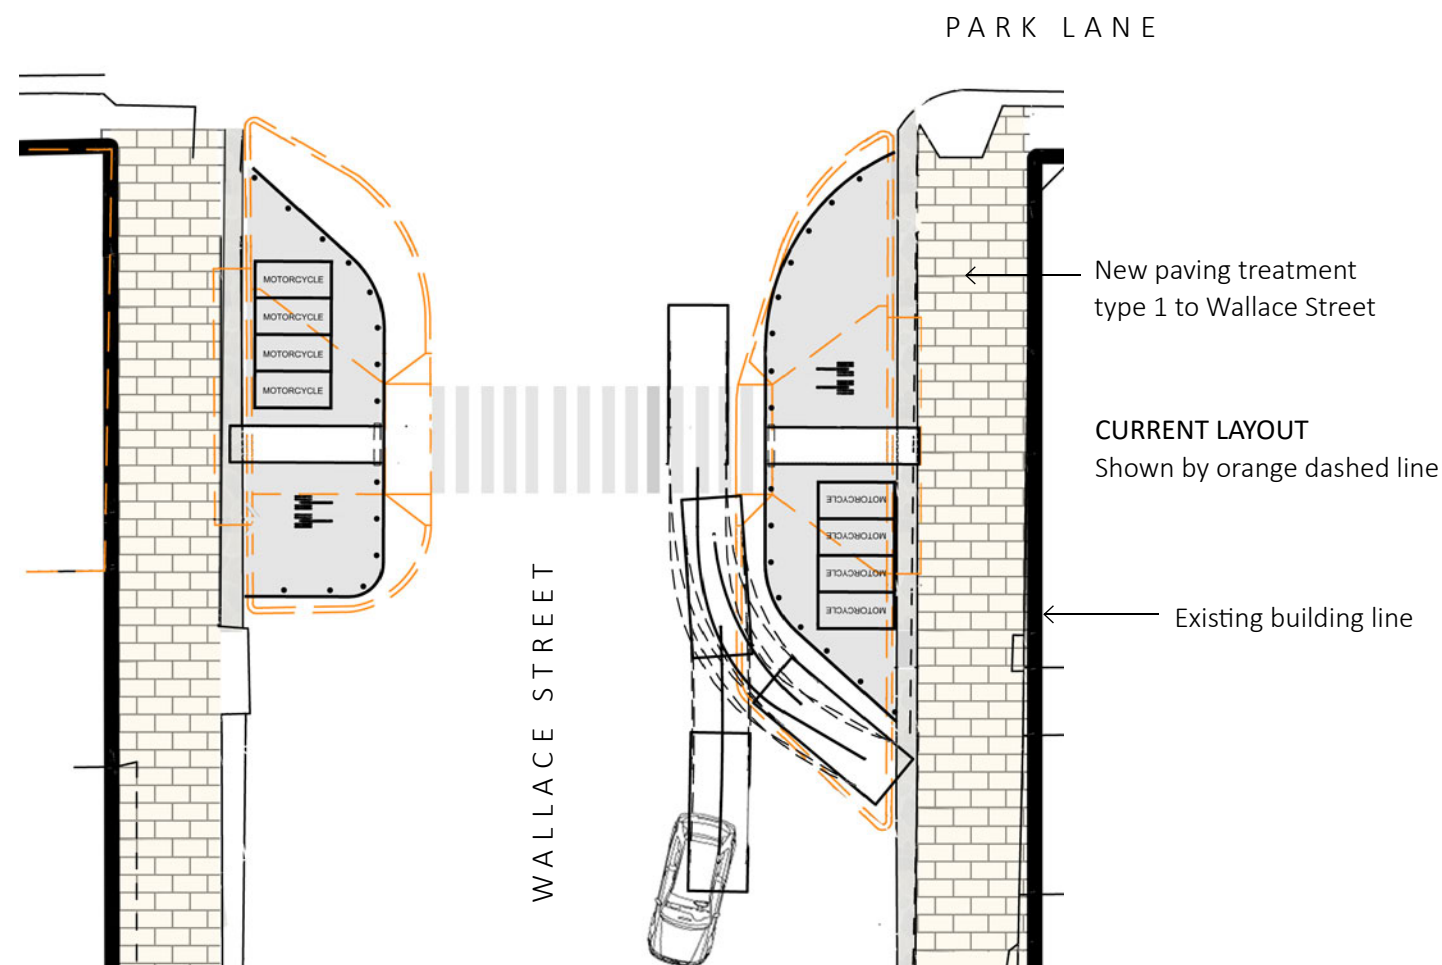 PARK LANE
New paving treatment
type 1 to Wallace Street
MOTORCYCLE
MOTORCYCLE
MOTORCYCLE
MOTORCYCLE
CURRENT LAYOUT
Shown by orange dashed line
MOTORCYCLE
MOTORCYCLE
MOTORCYCLE
MOTORCYCLE
WALLACE STREET
Existing building line